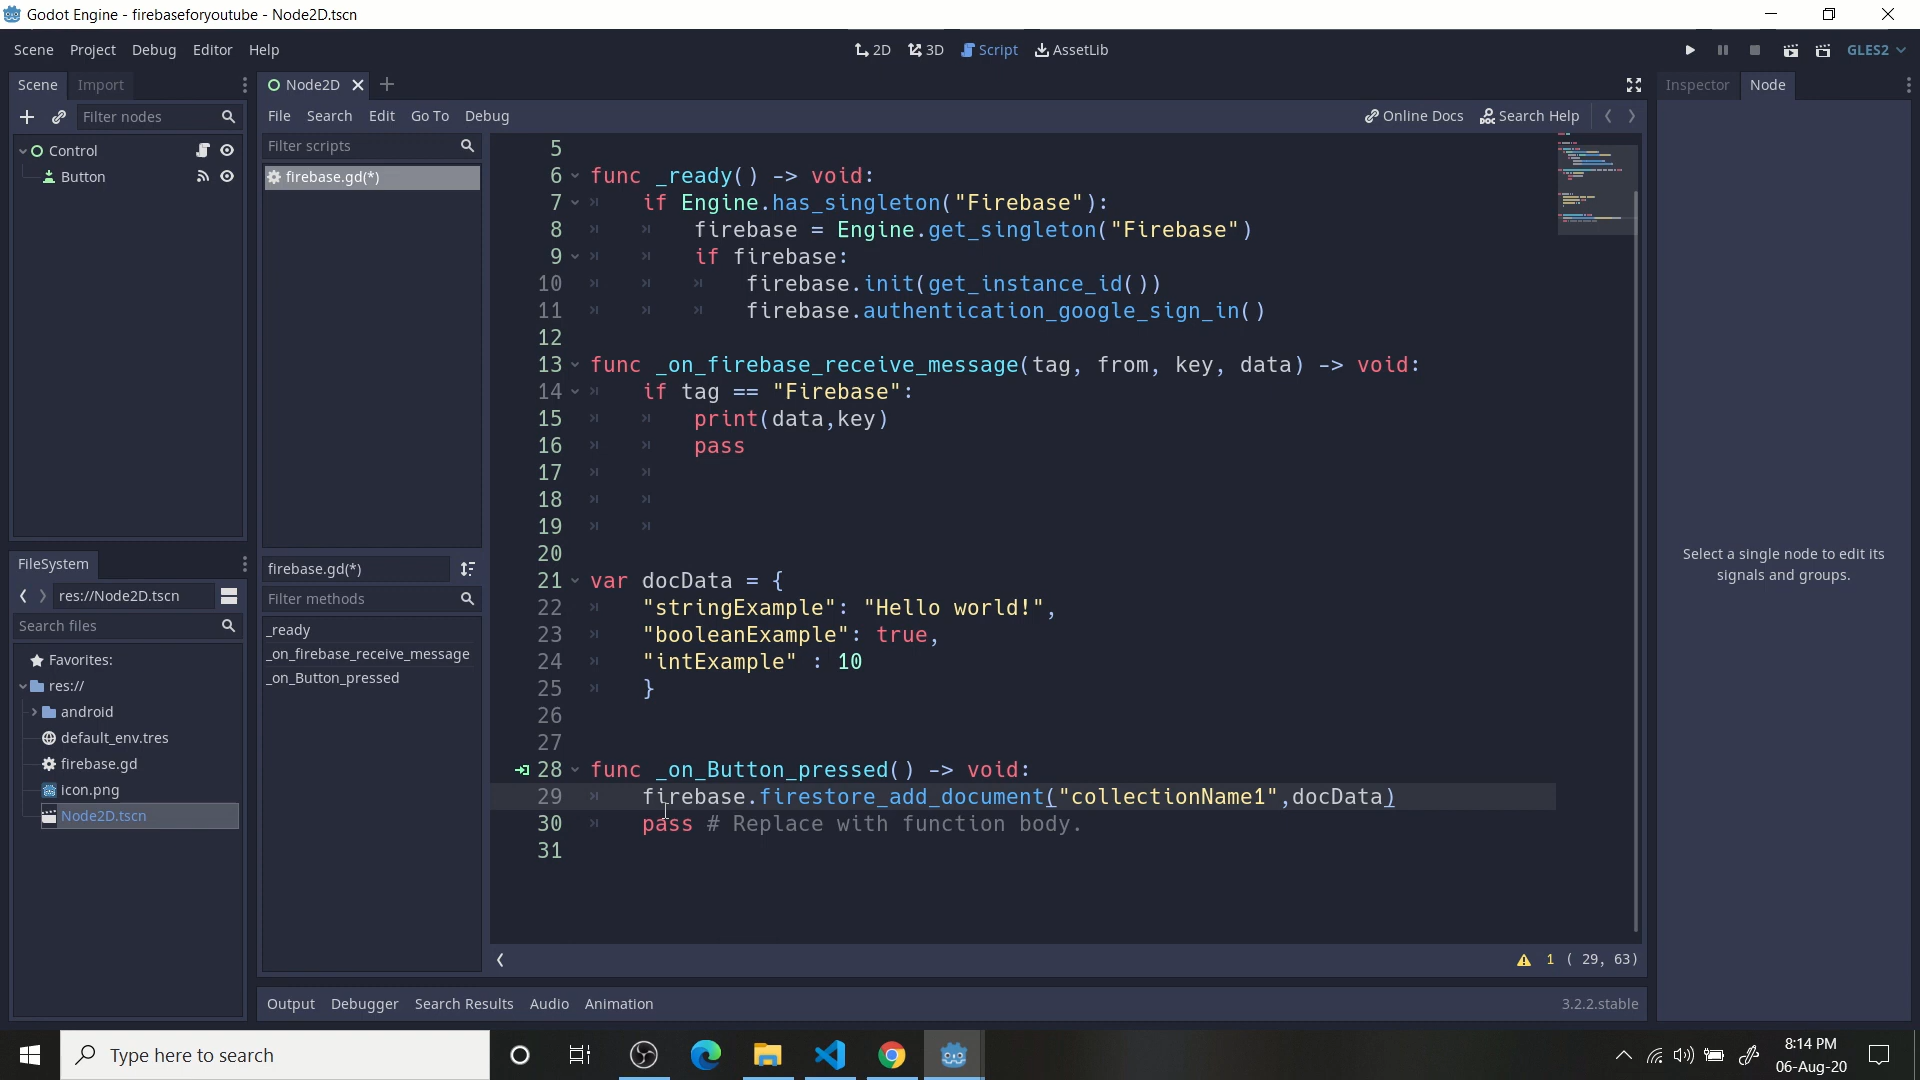 Godot Engine - firebaseforyoutube - Node2D.tscn
Scene Project Debug Editor Help
2D 3D Script AssetLib
GLES2
Scene Import
Filter nodes
Control
Button
FileSystem
res://Node2D.tscn
Search files
Favorites:
res://
android
default_env.tres
firebase.gd
icon.png
Node2D.tscn
Node2D
File Search Edit Go To Debug
Online Docs Search Help
Filter scripts
firebase.gd(*)
firebase.gd(*)
Filter methods
_ready
_on_firebase_receive_message
_on_Button_pressed
5
6 func _ready() -> void:
7 if Engine.has_singleton("Firebase"):
8 firebase = Engine.get_singleton("Firebase")
9 if firebase:
10 firebase.init(get_instance_id())
11 firebase.authentication_google_sign_in()
12
13 func _on_firebase_receive_message(tag, from, key, data) -> void:
14 if tag == "Firebase":
15 print(data,key)
16 pass
17
18
19
20
21 var docData = {
22 "stringExample": "Hello world!",
23 "booleanExample": true,
24 "intExample" : 10
25 }
26
27
28 func _on_Button_pressed() -> void:
29 firebase.firestore_add_document("collectionName1",docData)
30 pass # Replace with function body.
31
1 ( 29, 63)
Output Debugger Search Results Audio Animation
3.2.2.stable
Inspector Node
Select a single node to edit its
signals and groups.
Type here to search
8:14 PM
06-Aug-20